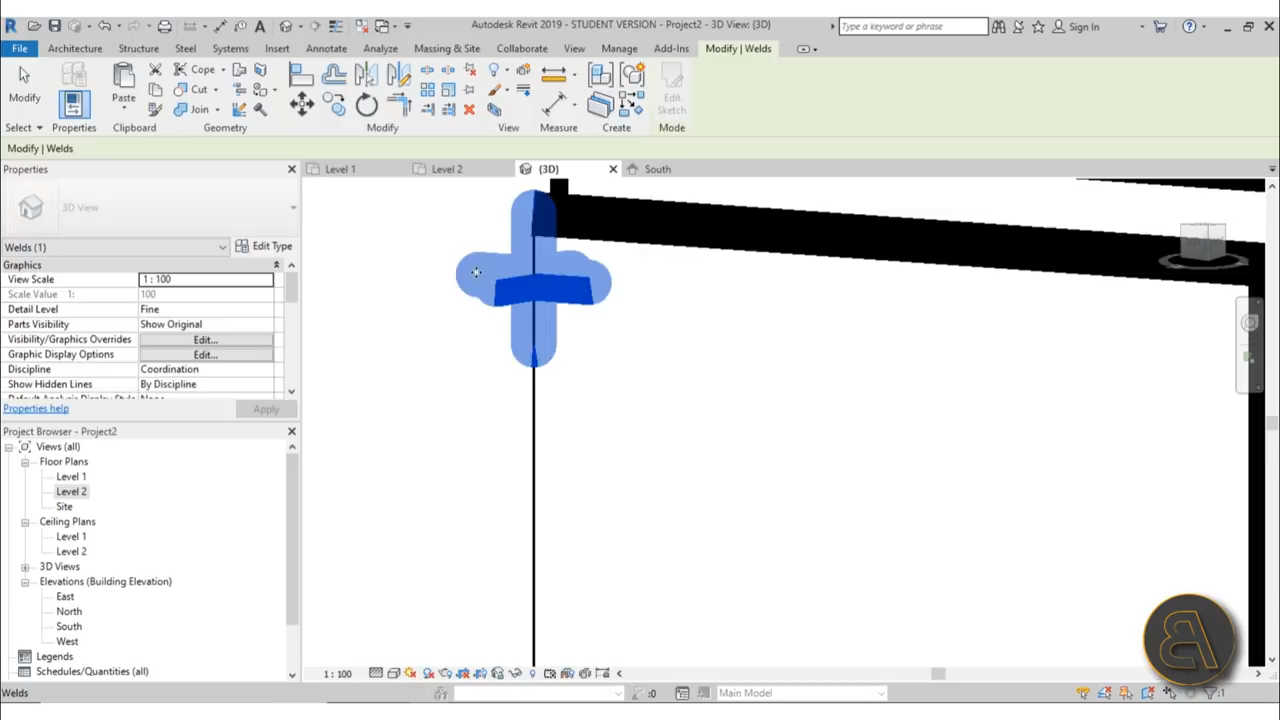 Autodesk Revit 2019 - STUDENT VERSION - Project2 - 3D View: {3D}
Type a keyword or phrase
Sign In
File Architecture Structure Steel Systems Insert Annotate Analyze Massing & Site Collaborate View Manage Add-Ins Modify | Welds
Cope
Cut
Join
Modify
Paste
Edit
Sketch
Select Properties Clipboard Geometry Modify View Measure Create Mode
Modify | Welds
Properties
Level 1 Level 2 {3D} South
3D View
Welds (1) Edit Type
Graphics
View Scale 1 : 100
Scale Value 1: 100
Detail Level Fine
Parts Visibility Show Original
Visibility/Graphics Overrides Edit...
Graphic Display Options Edit...
Discipline Coordination
Show Hidden Lines By Discipline
Default Analysis Display Style None
Properties help Apply
Project Browser - Project2
Views (all)
Floor Plans
Level 1
Level 2
Site
Ceiling Plans
Level 1
Level 2
3D Views
Elevations (Building Elevation)
East
North
South
West
Legends
Schedules/Quantities (all)
1 : 100
Welds
:0
Main Model
:1